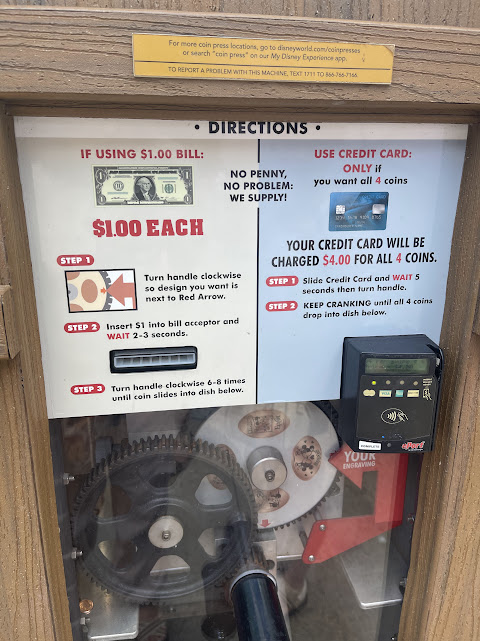 For more coin press locations, go to disneyworld.com/coinpresses
or search "coin press" on our My Disney Experience app.
TO REPORT A PROBLEM WITH THIS MACHINE, TEXT 1711 TO 866-766-7166
• DIRECTIONS •
IF USING $1.00 BILL:
$1.00 EACH
NO PENNY,
NO PROBLEM:
WE SUPPLY!
STEP 1
Turn handle clockwise
so design you want is
next to Red Arrow.
STEP 2 Insert $1 into bill acceptor and
WAIT 2-3 seconds.
STEP 3 Turn handle clockwise 6-8 times
until coin slides into dish below.
USE CREDIT CARD:
ONLY if
you want all 4 coins
YOUR CREDIT CARD WILL BE
CHARGED $4.00 FOR ALL 4 COINS.
STEP 1 Slide Credit Card and WAIT 5
seconds then turn handle.
STEP 2 KEEP CRANKING until all 4 coins
drop into dish below.
ePort
YOUR
ENGRAVING